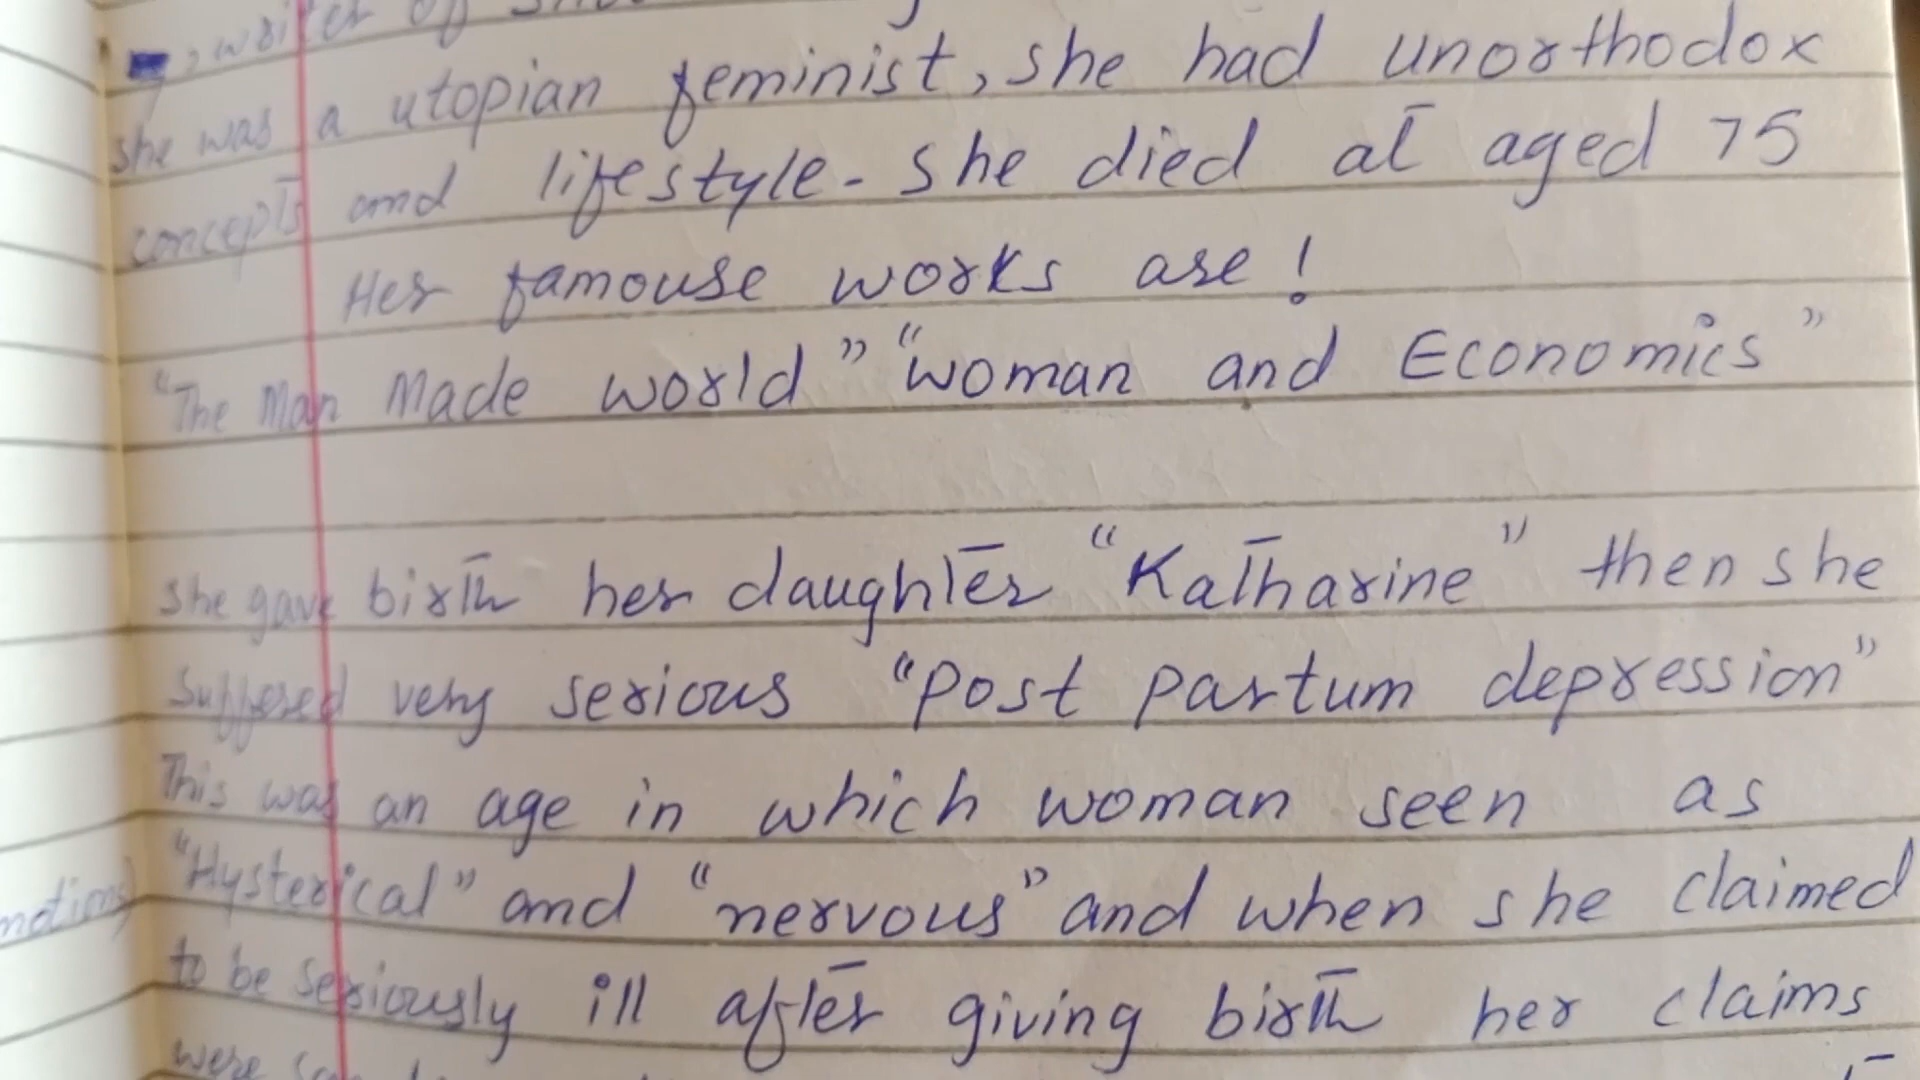 , writer of
she was a utopian feminist, she had unorthodox
concepts and lifestyle- she died at aged 75
Her famouse works are!
"The Man Made world" "woman and Economics"
she gave birth her daughter "Katharine" then she
suffered very serious "post partum depression"
This was an age in which woman seen as
"Hysterical" and "nervous" and when she claimed
to be seriously ill after giving birth her claims
were